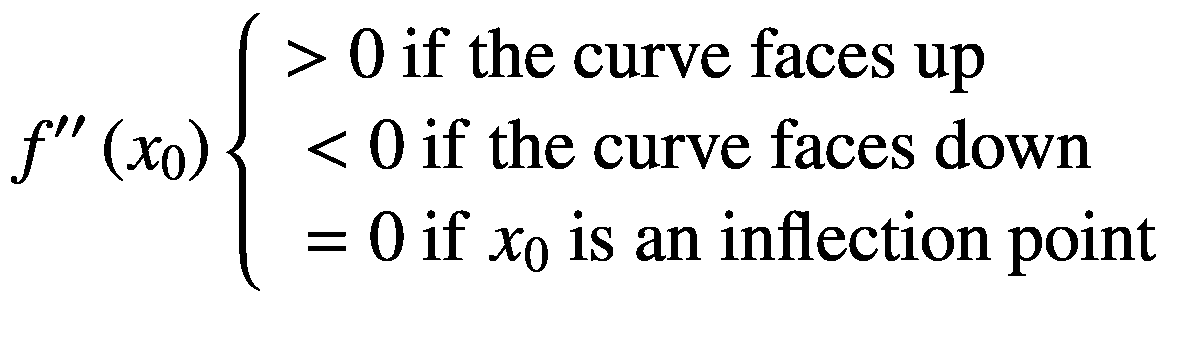 f″ (x₀) { > 0 if the curve faces up
< 0 if the curve faces down
= 0 if x₀ is an inflection point